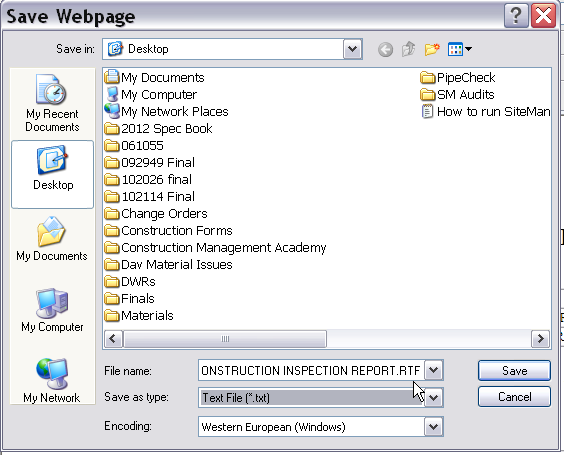 Save Webpage
Save in: Desktop
My Recent
Documents
Desktop
My Documents
My Computer
My Network
My Documents
My Computer
My Network Places
2012 Spec Book
061055
092949 Final
102026 final
102114 Final
Change Orders
Construction Forms
Construction Management Academy
Dav Material Issues
DWRs
Finals
Materials
PipeCheck
SM Audits
How to run SiteMan
File name: ONSTRUCTION INSPECTION REPORT.RTF Save
Save as type: Text File (*.txt) Cancel
Encoding: Western European (Windows)